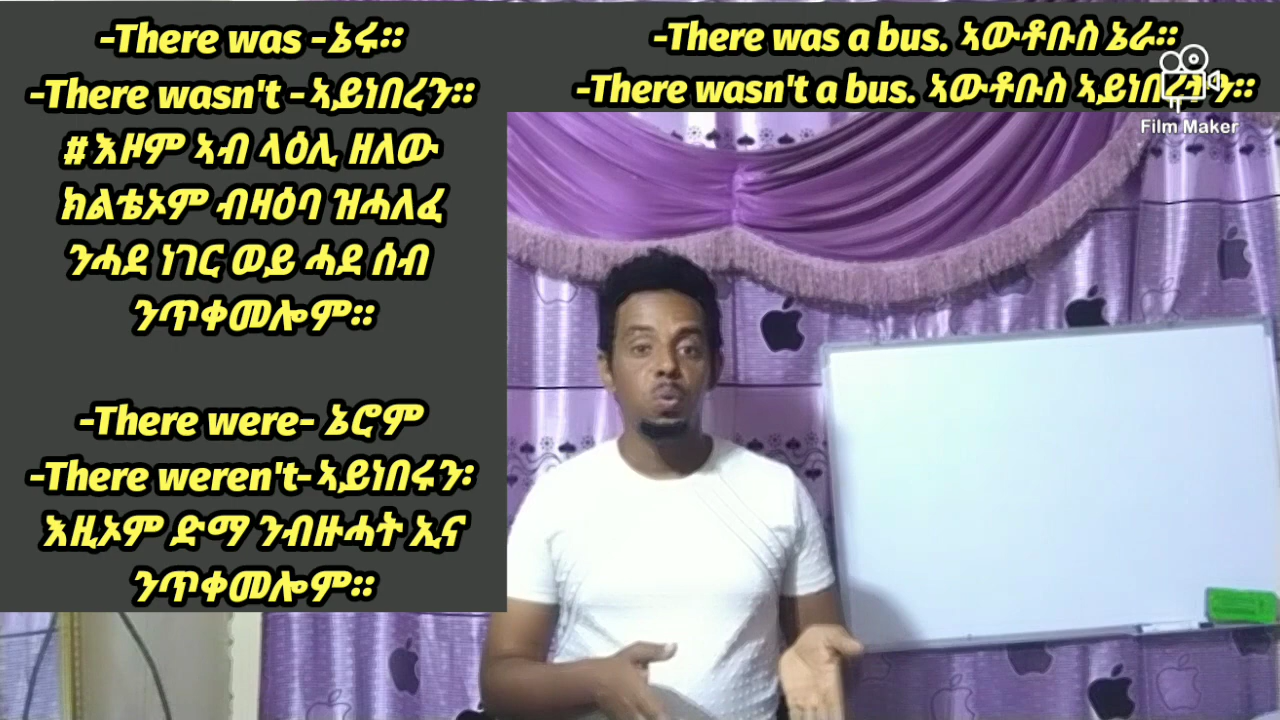 -There was -ኔሩ።
-There wasn't - ኣይነበረን።
# እዞም ኣብ ላዕሊ ዘለው
ክልቴኦም ብዛዕባ ዝሓለፈ
ንሓደ ነገር ወይ ሓደ ሰብ
ንጥቀመሎም።
-There were- ኔሮም
-There weren't-ኣይነበሩን፡
እዚኦም ድማ ንብዙሓት ኢና
ንጥቀመሎም።
-There was a bus. ኣውቶቡስ ኔራ።
-There wasn't a bus. ኣውቶቡስ ኣይነበረትን።
Film Maker